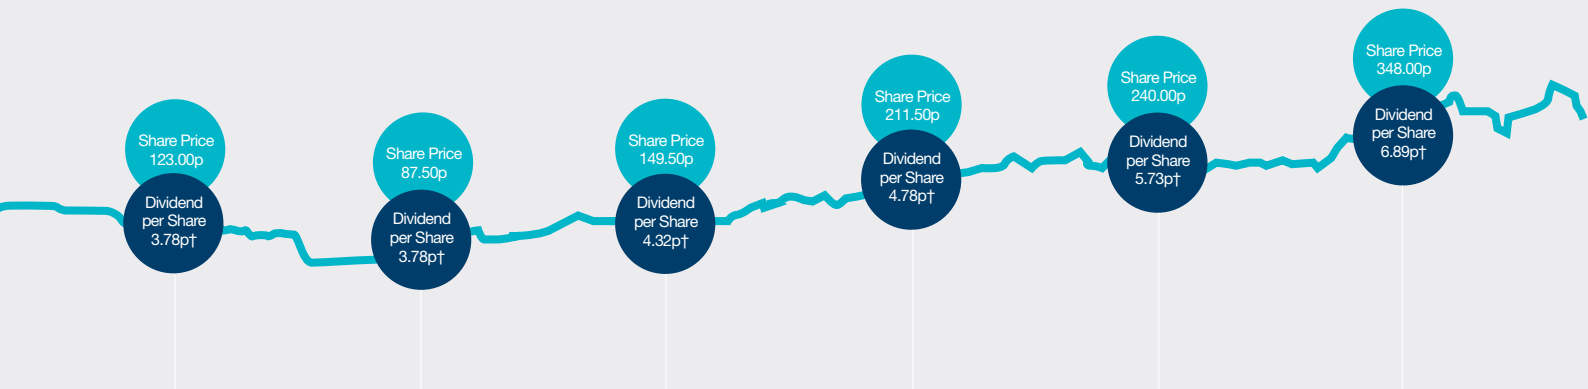 Share Price
123.00p
Dividend
per Share
3.78p†
Share Price
87.50p
Dividend
per Share
3.78p†
Share Price
149.50p
Dividend
per Share
4.32p†
Share Price
211.50p
Dividend
per Share
4.78p†
Share Price
240.00p
Dividend
per Share
5.73p†
Share Price
348.00p
Dividend
per Share
6.89p†